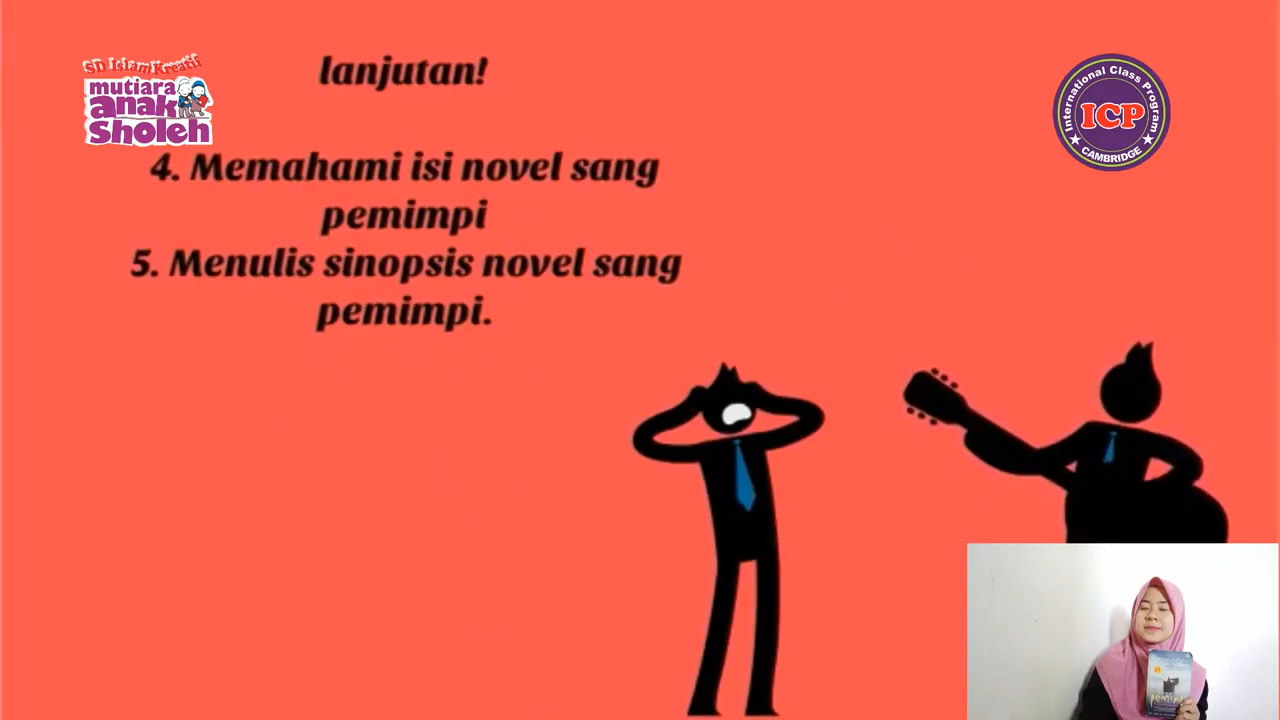 SD Islam Kreatif
mutiara
anak
Sholeh
lanjutan!
International Class Program
ICP
CAMBRIDGE
4. Memahami isi novel sang
pemimpi
5. Menulis sinopsis novel sang
pemimpi.